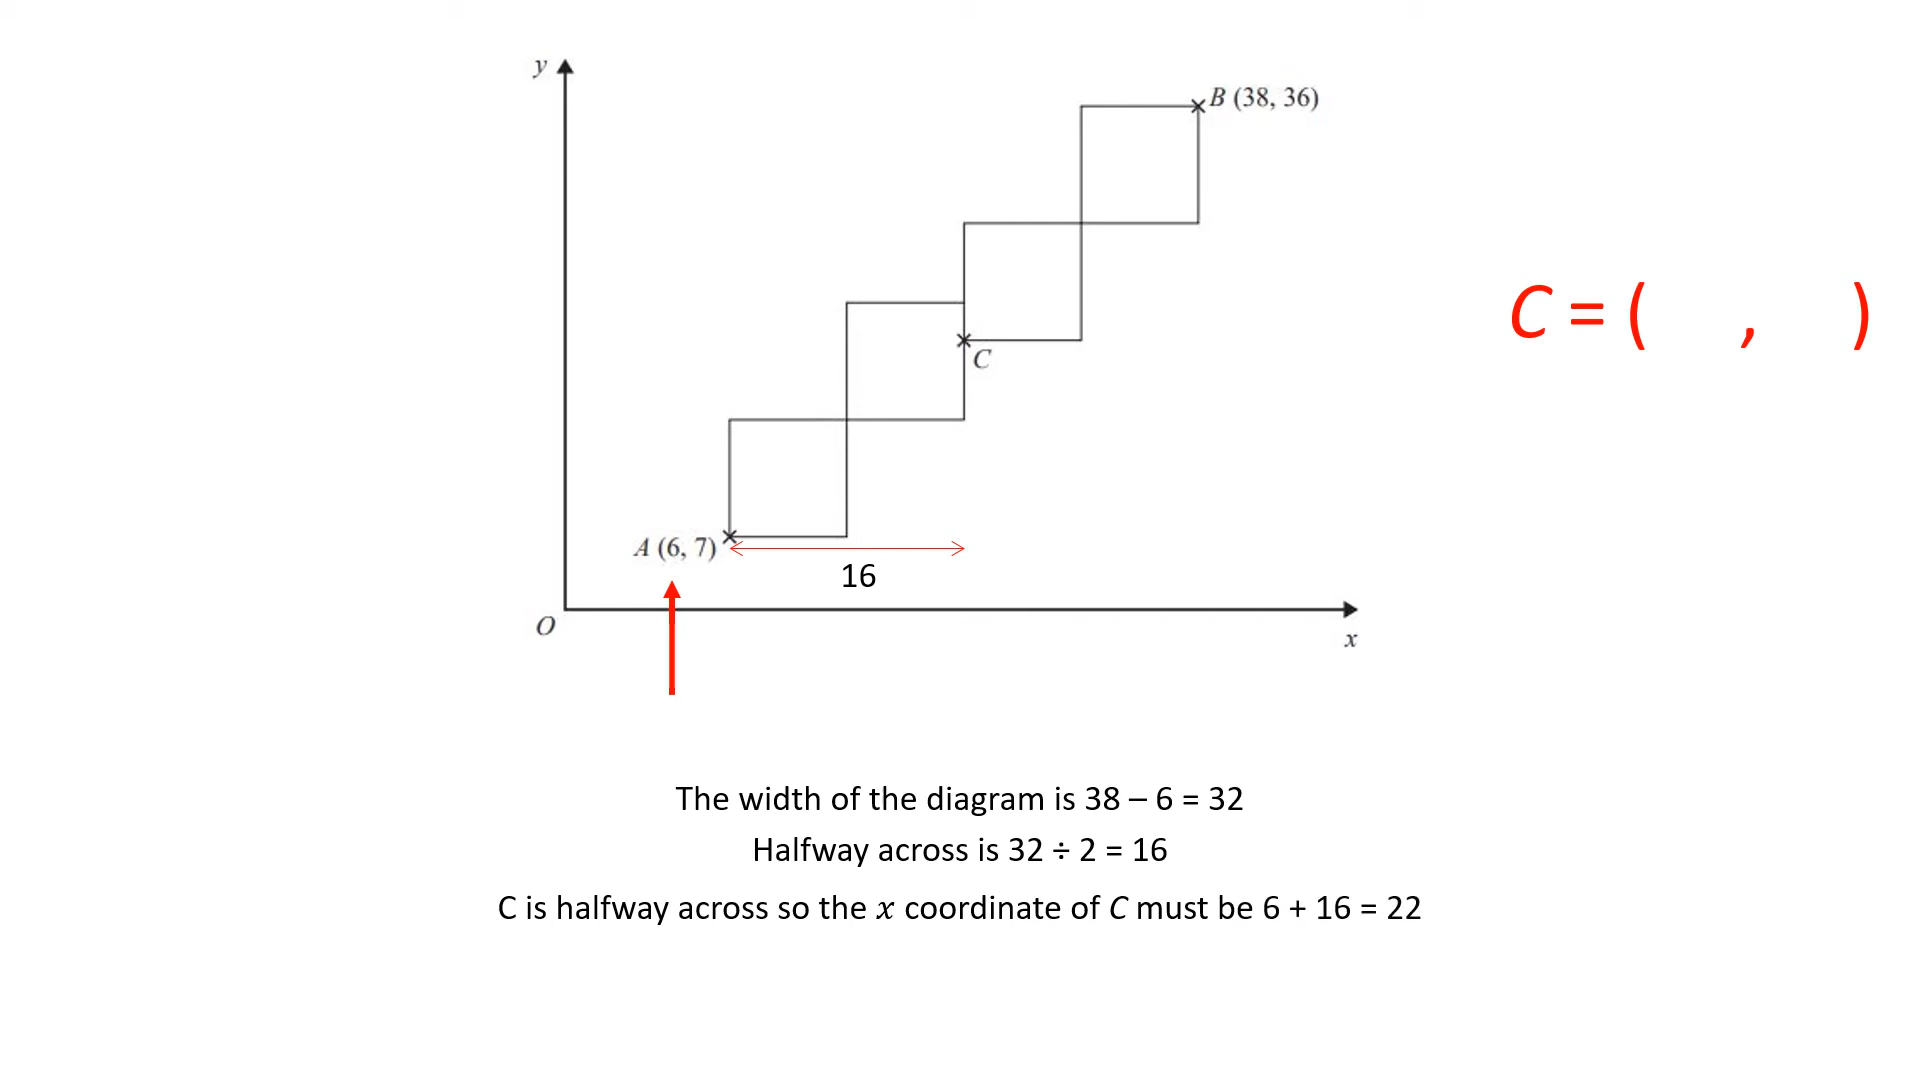 y
B (38, 36)
C = ( , )
C
A (6, 7)
16
O
x
The width of the diagram is 38 – 6 = 32
Halfway across is 32 ÷ 2 = 16
C is halfway across so the 𝑥 coordinate of C must be 6 + 16 = 22